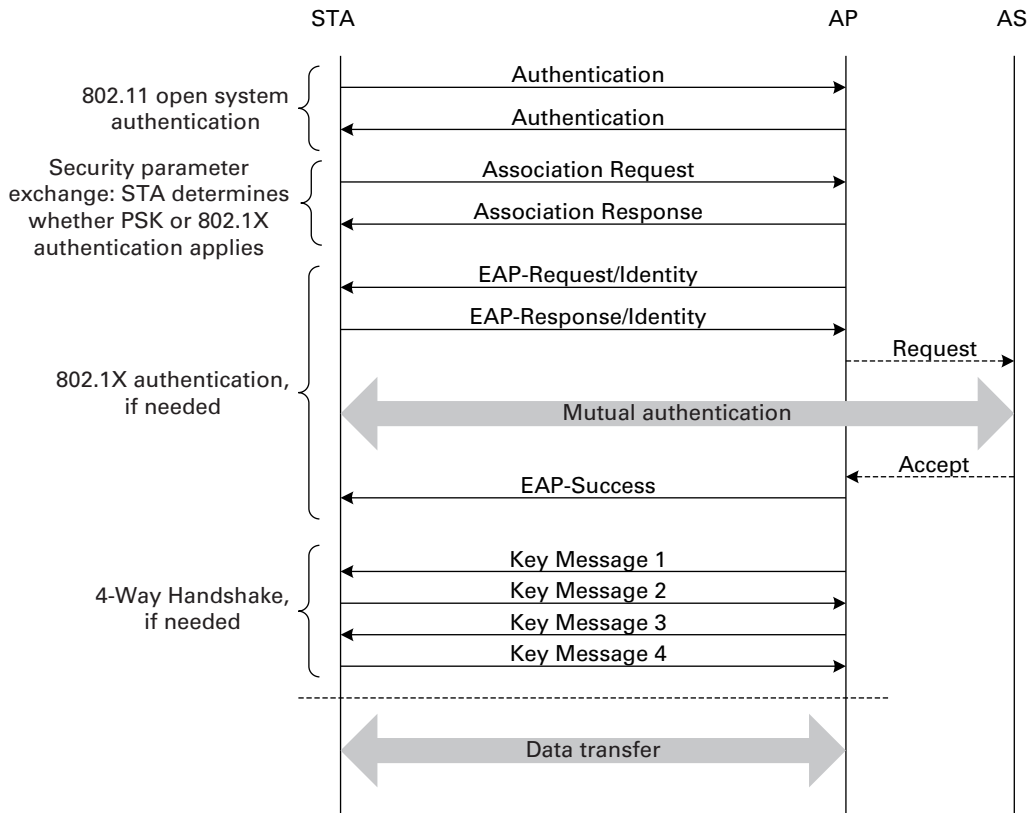 STA
AP
AS
802.11 open system
authentication
Authentication
Authentication
Security parameter
exchange: STA determines
whether PSK or 802.1X
authentication applies
Association Request
Association Response
802.1X authentication,
if needed
EAP-Request/Identity
EAP-Response/Identity
Request
Mutual authentication
Accept
EAP-Success
4-Way Handshake,
if needed
Key Message 1
Key Message 2
Key Message 3
Key Message 4
Data transfer